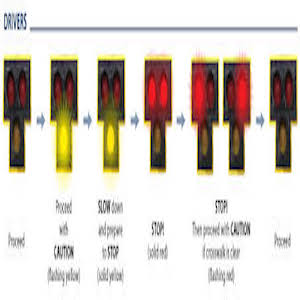 DRIVERS
Proceed
Proceed
with
CAUTION
(flashing yellow)
SLOW down
and prepare
to STOP
(solid yellow)
STOP!
(solid red)
STOP!
Then proceed with CAUTION
if crosswalk is clear
(flashing red)
Proceed